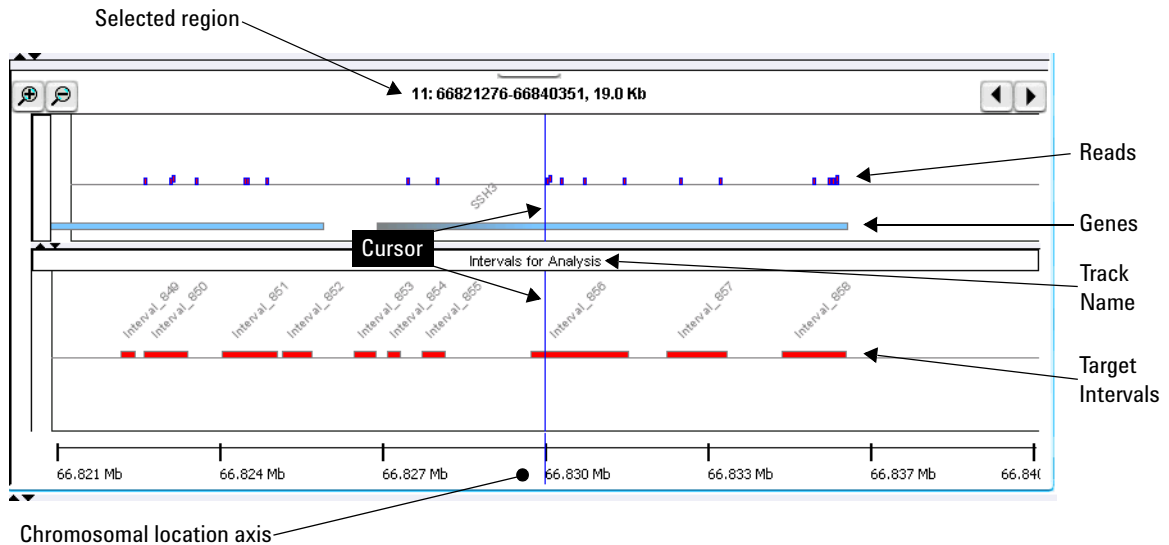 Selected region
11: 66821276-66840351, 19.0 Kb
Reads
SSH3
Genes
Cursor
Intervals for Analysis
Track
Name
Interval_849
Interval_850
Interval_851
Interval_852
Interval_853
Interval_854
Interval_855
Interval_856
Interval_857
Interval_858
Target
Intervals
66.821 Mb
66.824 Mb
66.827 Mb
66.830 Mb
66.833 Mb
66.837 Mb
66.84(
Chromosomal location axis